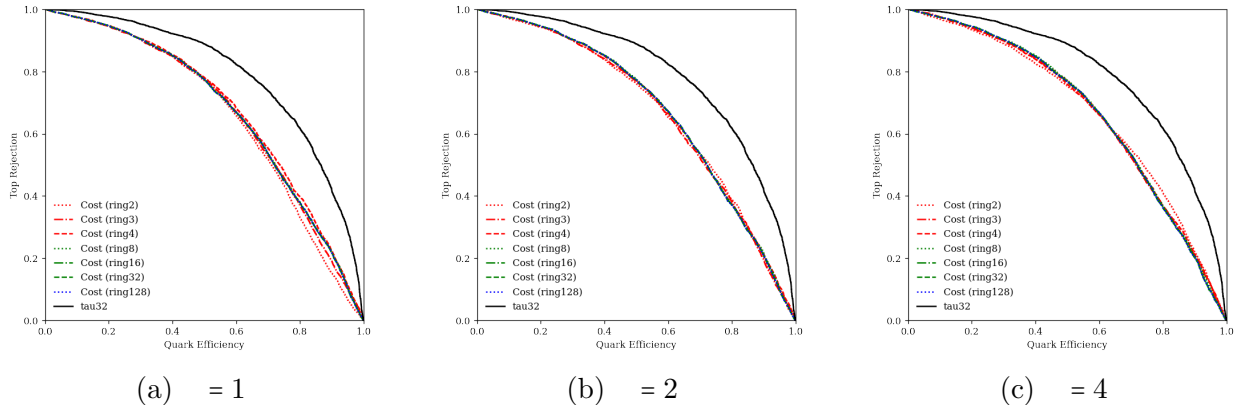 1.0
0.8
0.6
0.4
0.2
0.0
Top Rejection
Cost (ring2)
Cost (ring3)
Cost (ring4)
Cost (ring8)
Cost (ring16)
Cost (ring32)
Cost (ring128)
tau32
0.0 0.2 0.4 0.6 0.8 1.0
Quark Efficiency
(a) = 1
1.0
0.8
0.6
0.4
0.2
0.0
Top Rejection
Cost (ring2)
Cost (ring3)
Cost (ring4)
Cost (ring8)
Cost (ring16)
Cost (ring32)
Cost (ring128)
tau32
0.0 0.2 0.4 0.6 0.8 1.0
Quark Efficiency
(b) = 2
1.0
0.8
0.6
0.4
0.2
0.0
Top Rejection
Cost (ring2)
Cost (ring3)
Cost (ring4)
Cost (ring8)
Cost (ring16)
Cost (ring32)
Cost (ring128)
tau32
0.0 0.2 0.4 0.6 0.8 1.0
Quark Efficiency
(c) = 4